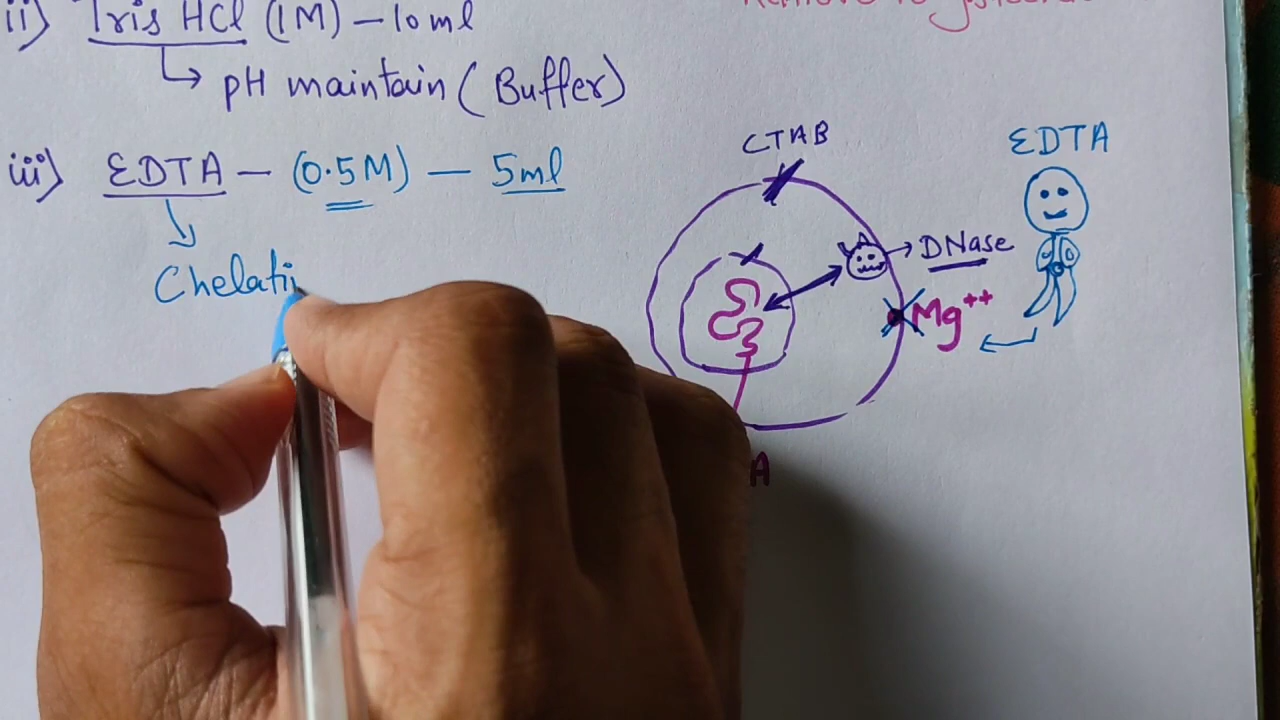 ii) Tris HCl (1M) - 10 ml
Remove
pH maintain (Buffer)
iii) EDTA - (0.5M) - 5ml
Chelati
CTAB
EDTA
DNase
Mg++
A